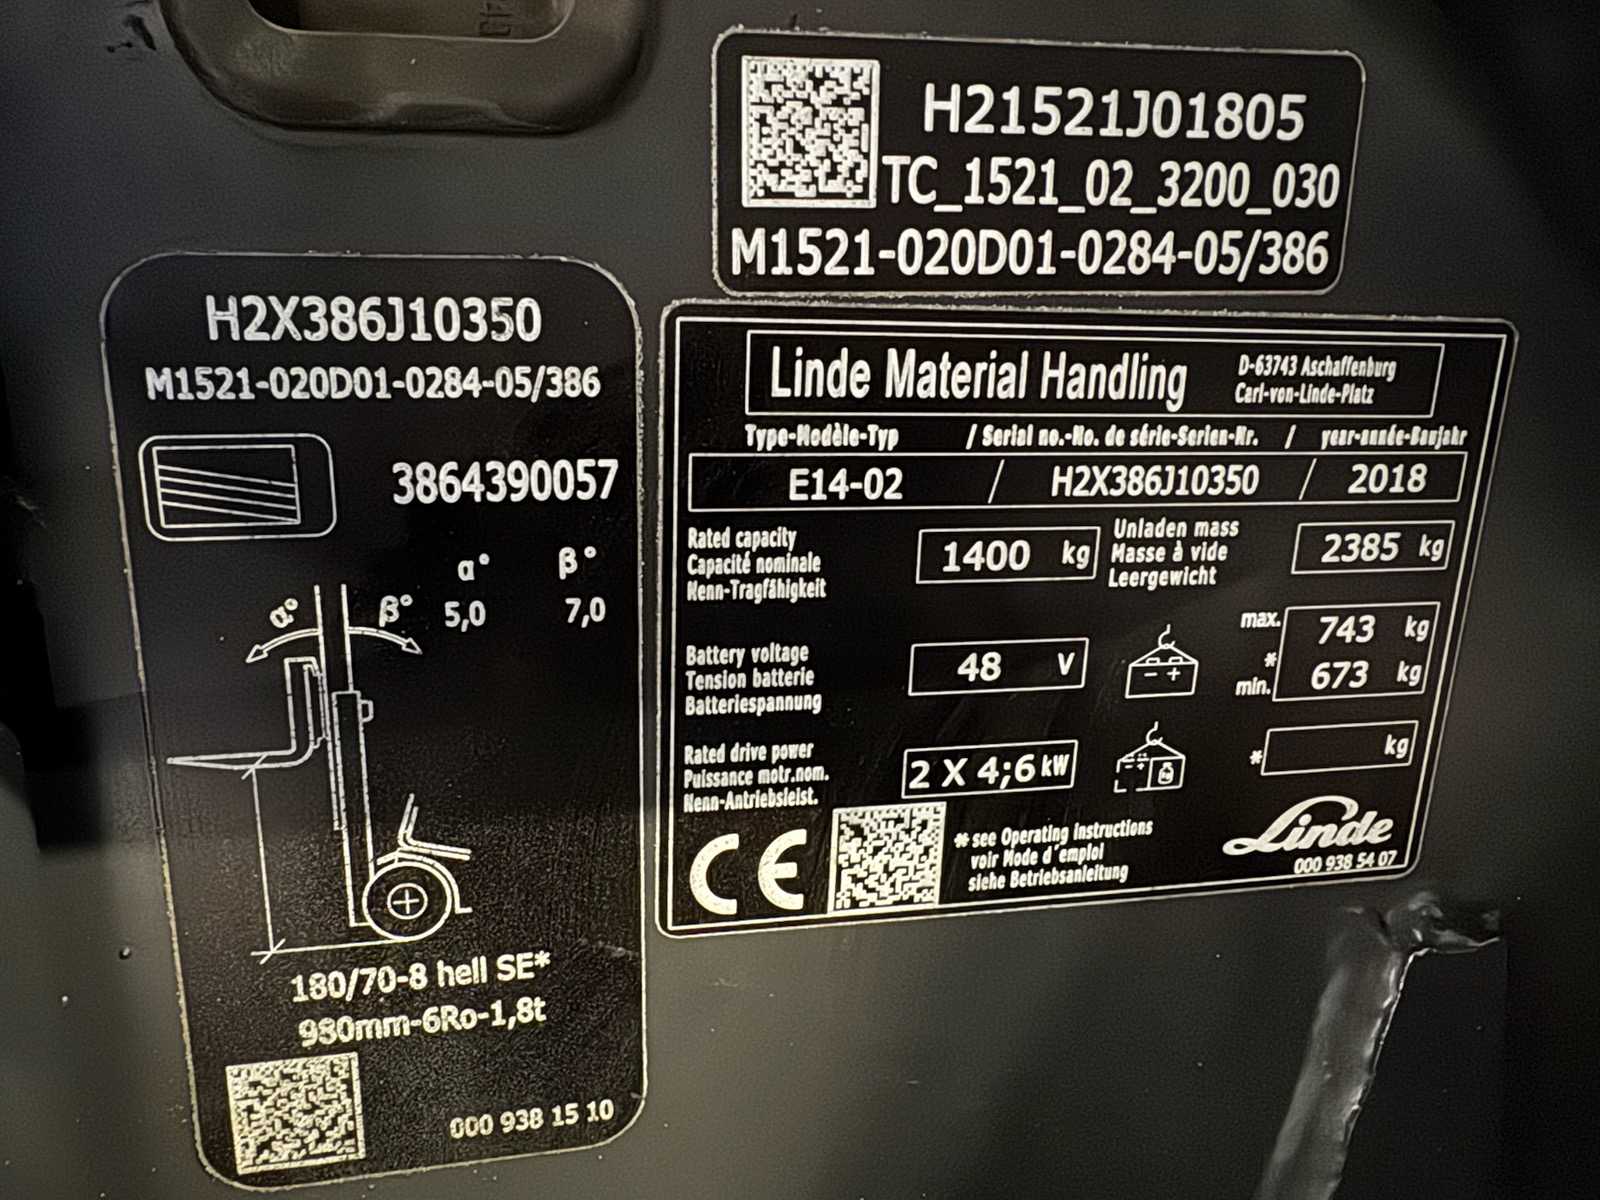 H21521J01805
TC_1521_02_3200_030
M1521-020D01-0284-05/386
H2X386J10350
M1521-020D01-0284-05/386
3864390057
α° β°
5,0 7,0
α° β°
180/70-8 hell SE*
980mm-6Ro-1,8t
000 938 15 10
Linde Material Handling
D-63743 Aschaffenburg
Carl-von-Linde-Platz
Type-Modèle-Typ / Serial no.-No. de série-Serien-Nr. / year-année-Baujahr
E14-02 / H2X386J10350 / 2018
Rated capacity
Capacité nominale
Nenn-Tragfähigkeit
1400 kg
Unladen mass
Masse à vide
Leergewicht
2385 kg
Battery voltage
Tension batterie
Batteriespannung
48 V
- +
max. 743 kg
*
min. 673 kg
Rated drive power
Puissance motr.nom.
Nenn-Antriebsleist.
2 X 4;6 kW
* kg
CE
* see Operating instructions
voir Mode d'emploi
siehe Betriebsanleitung
Linde
000 938 54 07